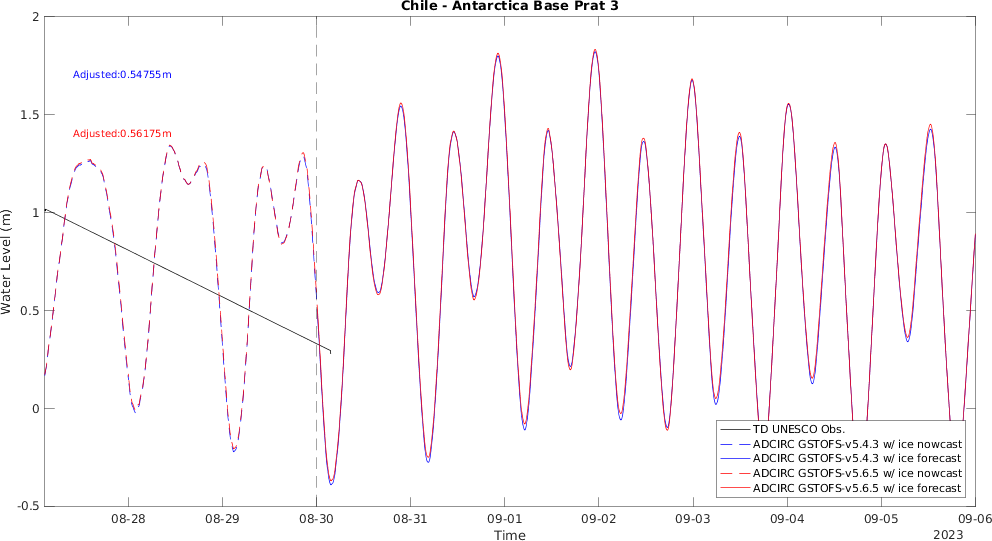 Chile - Antarctica Base Prat 3
2
1.5
1
0.5
0
-0.5
Water Level (m)
Adjusted:0.54755m
Adjusted:0.56175m
TD UNESCO Obs.
ADCIRC GSTOFS-v5.4.3 w/ ice nowcast
ADCIRC GSTOFS-v5.4.3 w/ ice forecast
ADCIRC GSTOFS-v5.6.5 w/ ice nowcast
ADCIRC GSTOFS-v5.6.5 w/ ice forecast
08-28 08-29 08-30 08-31 09-01 09-02 09-03 09-04 09-05 09-06
Time
2023